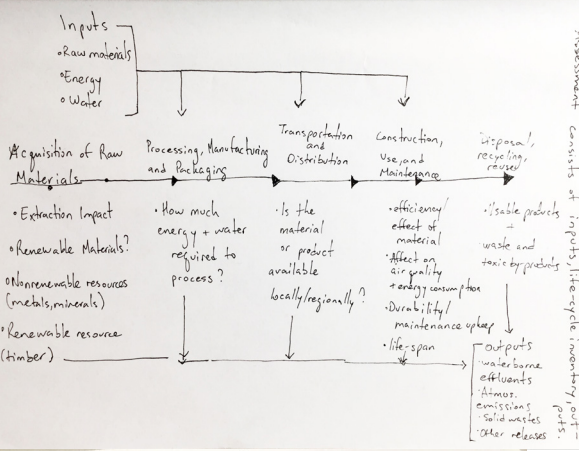 Inputs
•Raw materials
•Energy
•Water
Acquisition of Raw
Materials
Processing, Manufacturing
and Packaging
Transportation
and
Distribution
Construction,
Use, and
Maintenance
Disposal,
recycling,
reuse
•Extraction Impact
•Renewable Materials?
•Nonrenewable resources
(metals, minerals)
•Renewable resource
(timber)
•How much
energy + water
required to
process?
•Is the
material
or product
available
locally/regionally?
•efficiency/
effect of
material
•Affect on
air quality
+ energy consumption
•Durability/
maintenance upkeep
•life-span
•Usable products
+
•waste and
toxic by-products
Outputs
•waterborne
effluents
•Atmos.
emissions
•Solid wastes
•Other releases
Assessment consists of inputs, life-cycle inventory, out-
puts.